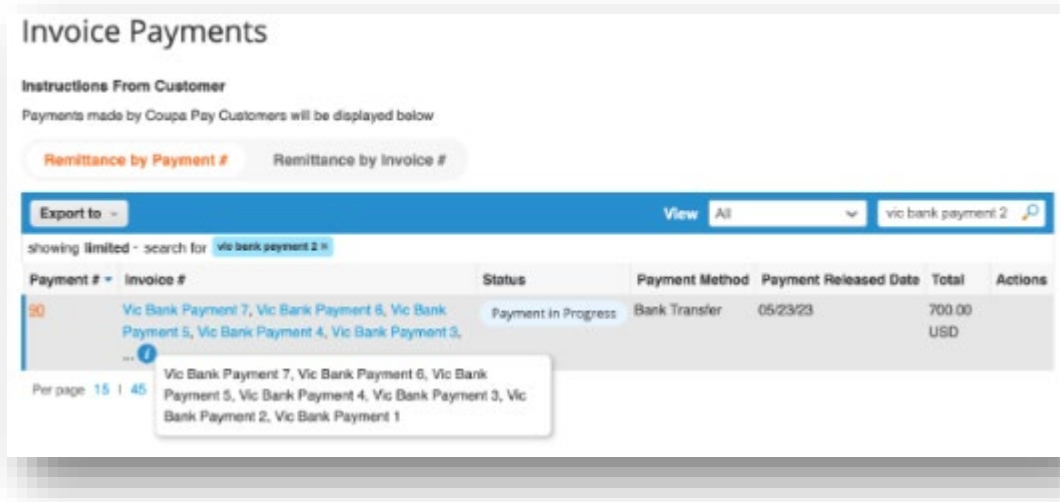 Invoice Payments
Instructions From Customer
Payments made by Coupa Pay Customers will be displayed below
Remittance by Payment # Remittance by Invoice #
Export to View All vic bank payment 2
showing limited - search for vic bank payment 2 ×
Payment # Invoice # Status Payment Method Payment Released Date Total Actions
90 Vic Bank Payment 7, Vic Bank Payment 6, Vic Bank Payment in Progress Bank Transfer 05/23/23 700.00
Payment 5, Vic Bank Payment 4, Vic Bank Payment 3, USD
... i
Per page 15 | 45
Vic Bank Payment 7, Vic Bank Payment 6, Vic Bank
Payment 5, Vic Bank Payment 4, Vic Bank Payment 3, Vic
Bank Payment 2, Vic Bank Payment 1